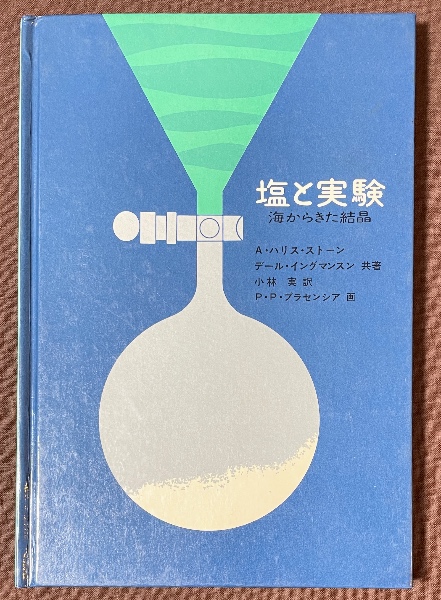 塩と実験
海からきた結晶
A・ハリス・ストーン
デール・イングマンスン 共著
小林 実 訳
P・P・プラセンシア 画